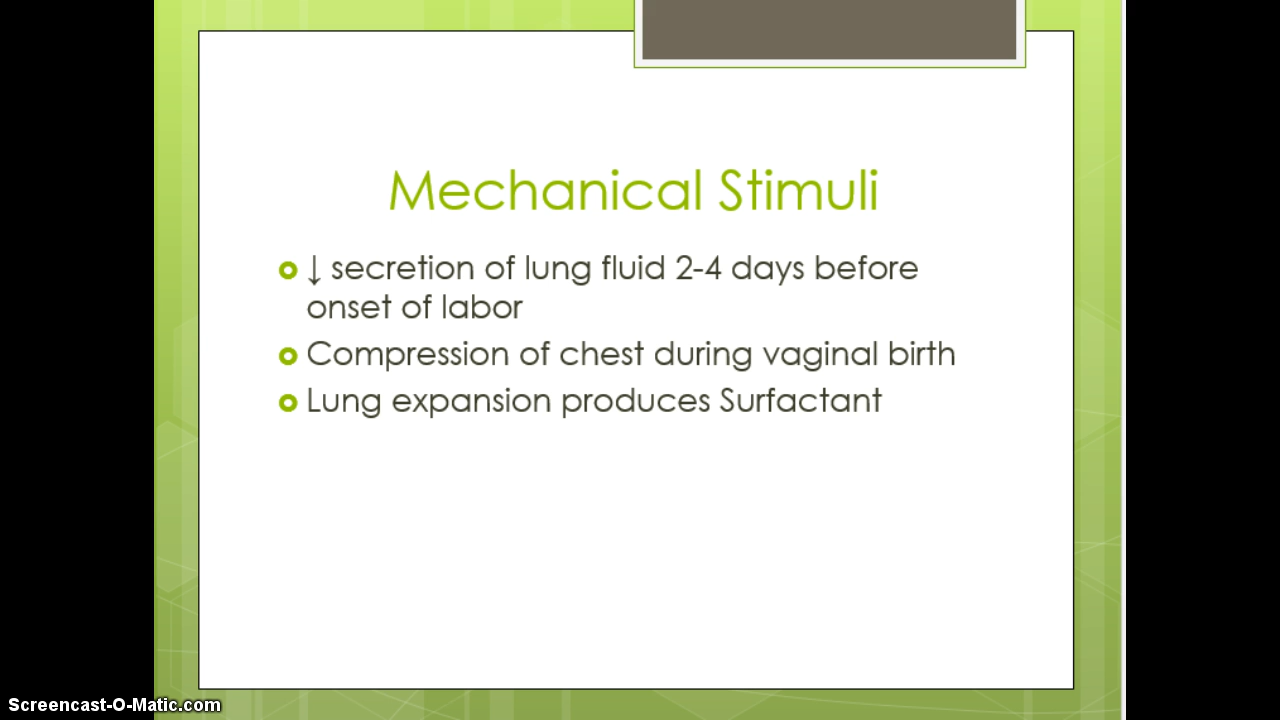 Mechanical Stimuli
↓ secretion of lung fluid 2-4 days before
onset of labor
Compression of chest during vaginal birth
Lung expansion produces Surfactant
Screencast-O-Matic.com